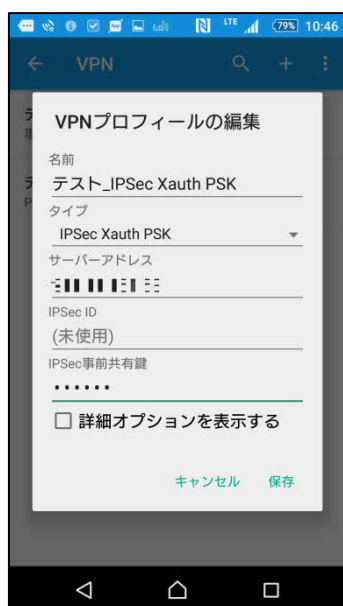 LTE 79% 10:46
VPN
VPNプロフィールの編集
名前
テスト_IPSec Xauth PSK
タイプ
IPSec Xauth PSK
サーバーアドレス
IPSec ID
(未使用)
IPSec事前共有鍵
••••••
詳細オプションを表示する
キャンセル 保存